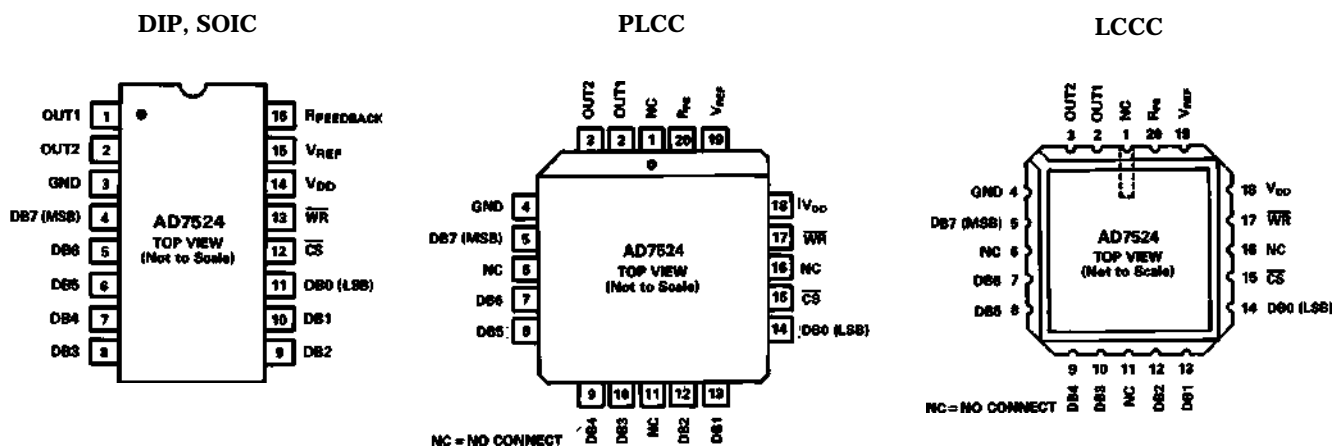 DIP, SOIC
OUT1 1
OUT2 2
GND 3
DB7 (MSB) 4
DB6 5
DB5 6
DB4 7
DB3 8
16 RFEEDBACK
15 VREF
14 VDD
13 WR
12 CS
11 DB0 (LSB)
10 DB1
9 DB2
AD7524
TOP VIEW
(Not to Scale)
PLCC
OUT2
OUT1
NC
RFB
VREF
3 2 1 20 19
GND 4
DB7 (MSB) 5
NC 6
DB6 7
DB5 8
18 VDD
17 WR
16 NC
15 CS
14 DB0 (LSB)
AD7524
TOP VIEW
(Not to Scale)
9 10 11 12 13
DB4
DB3
NC
DB2
DB1
NC = NO CONNECT
LCCC
OUT2
OUT1
NC
RFB
VREF
3 2 1 20 19
GND 4
DB7 (MSB) 5
NC 6
DB6 7
DB5 8
18 VDD
17 WR
16 NC
15 CS
14 DB0 (LSB)
AD7524
TOP VIEW
(Not to Scale)
9 10 11 12 13
DB4
DB3
NC
DB2
DB1
NC = NO CONNECT